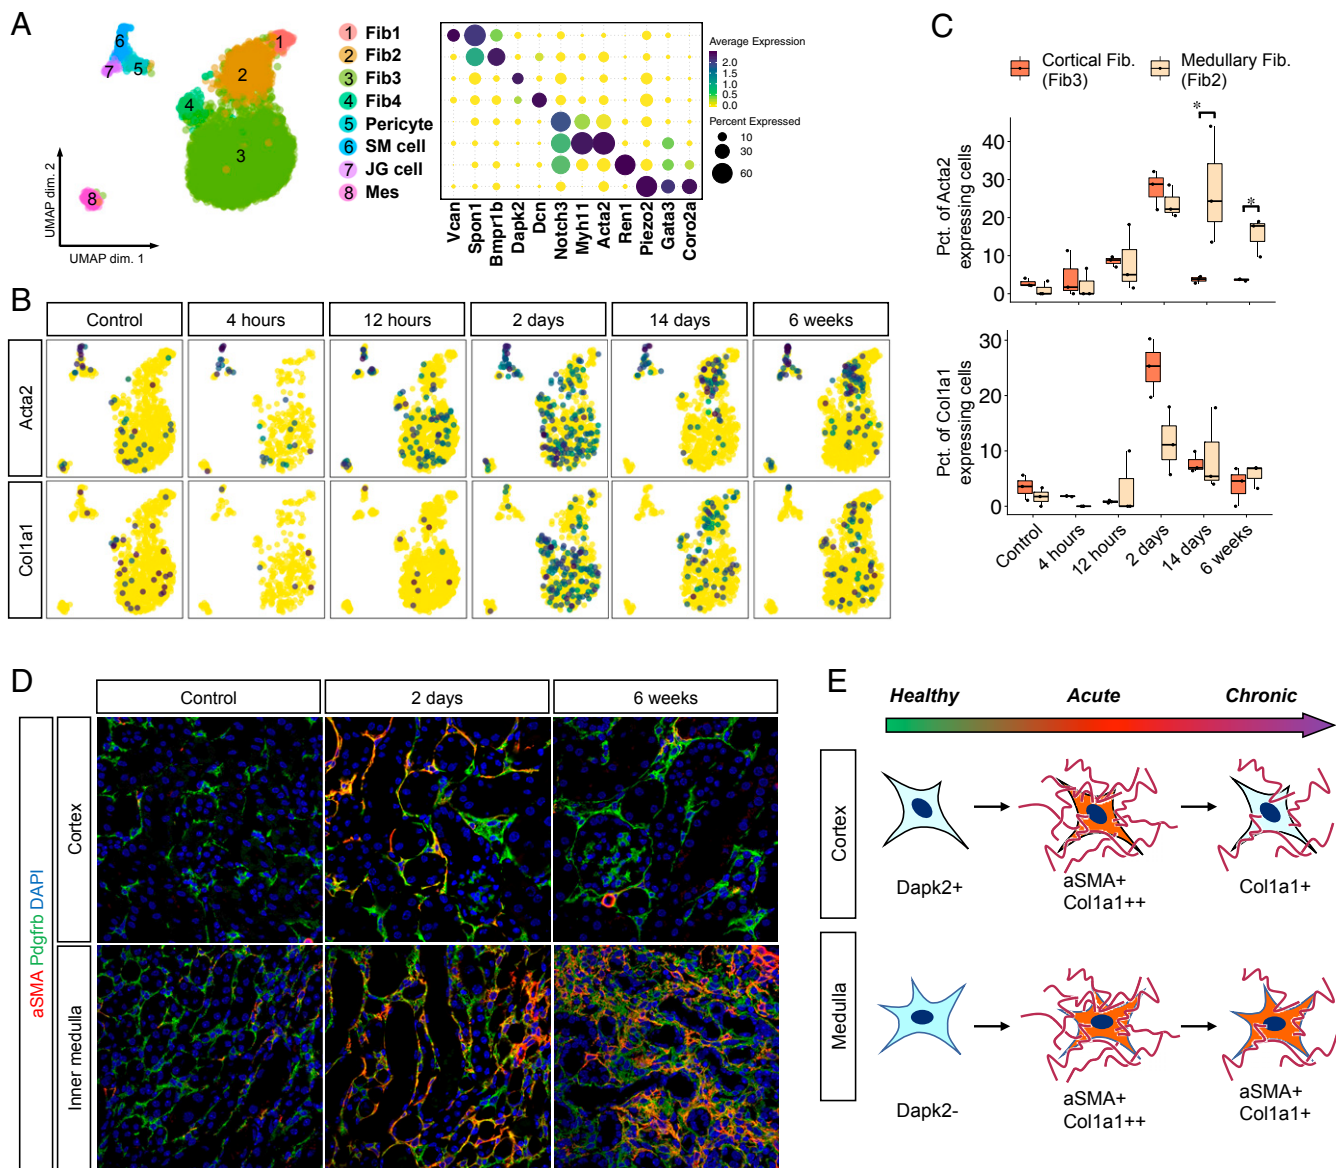 A
6
5
7
4
8
1
2
3
UMAP dim. 2
UMAP dim. 1
1 Fib1
2 Fib2
3 Fib3
4 Fib4
5 Pericyte
6 SM cell
7 JG cell
8 Mes
Vcan
Spon1
Bmpr1b
Dapk2
Dcn
Notch3
Myh11
Acta2
Ren1
Piezo2
Gata3
Coro2a
Average Expression
2.0
1.5
1.0
0.5
0.0
Percent Expressed
10
30
60
B
Control
4 hours
12 hours
2 days
14 days
6 weeks
Acta2
Col1a1
C
Cortical Fib.
(Fib3)
Medullary Fib.
(Fib2)
Pct. of Acta2
expressing cells
40
30
20
10
0
*
*
Pct. of Col1a1
expressing cells
30
20
10
0
Control
4 hours
12 hours
2 days
14 days
6 weeks
D
Control
2 days
6 weeks
aSMA Pdgfrb DAPI
Cortex
Inner medulla
E
Healthy
Acute
Chronic
Cortex
Dapk2+
aSMA+
Col1a1++
Col1a1+
Medulla
Dapk2-
aSMA+
Col1a1++
aSMA+
Col1a1+